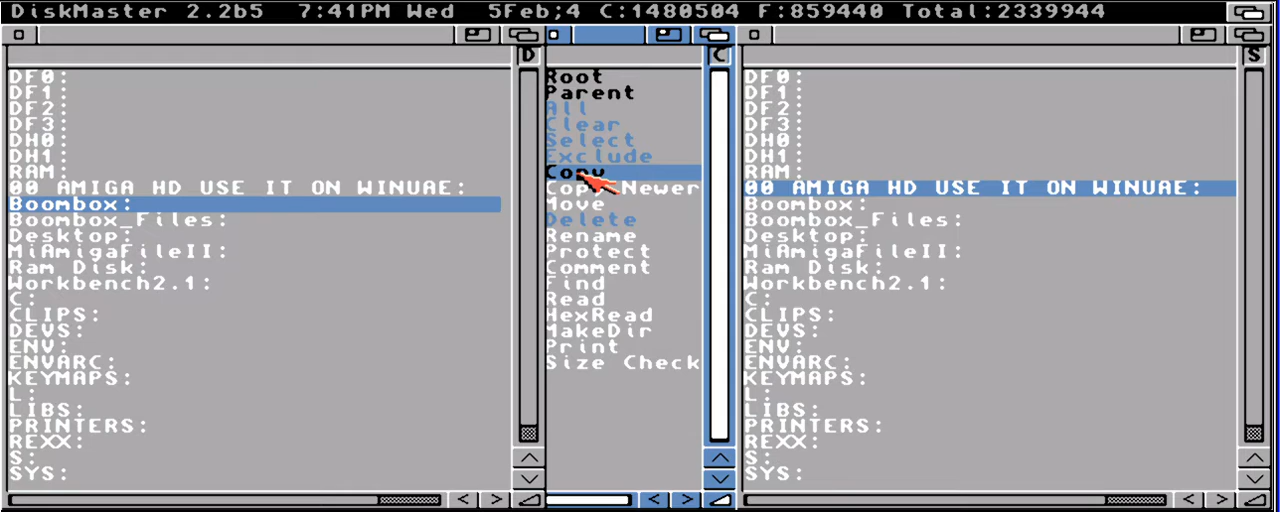 DiskMaster 2.2b5 7:41PM Wed 5Feb;4 C:1480504 F:859440 Total:2339944
D
DF0:
DF1:
DF2:
DF3:
DH0:
DH1:
RAM:
00 AMIGA HD USE IT ON WINUAE:
Boombox:
Boombox_Files:
Desktop:
MiAmigaFileII:
Ram Disk:
Workbench2.1:
C:
CLIPS:
DEVS:
ENV:
ENVARC:
KEYMAPS:
L:
LIBS:
PRINTERS:
REXX:
S:
SYS:
C
Root
Parent
All
Clear
Select
Exclude
Copy
Copy Newer
Move
Delete
Rename
Protect
Comment
Find
Read
HexRead
MakeDir
Print
Size Check
S
DF0:
DF1:
DF2:
DF3:
DH0:
DH1:
RAM:
00 AMIGA HD USE IT ON WINUAE:
Boombox:
Boombox_Files:
Desktop:
MiAmigaFileII:
Ram Disk:
Workbench2.1:
C:
CLIPS:
DEVS:
ENV:
ENVARC:
KEYMAPS:
L:
LIBS:
PRINTERS:
REXX:
S:
SYS: